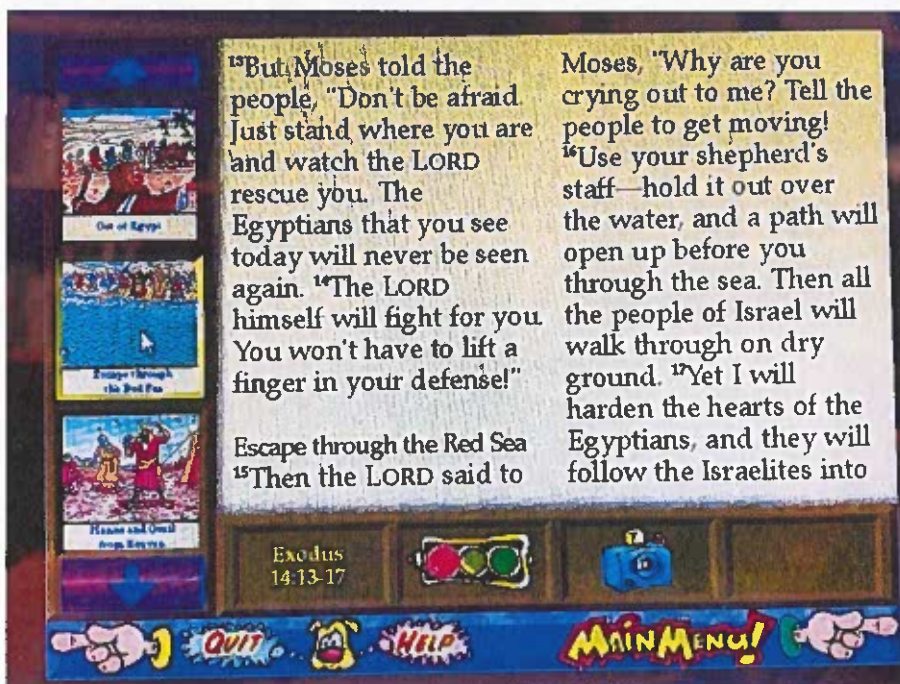 Out of Egypt
Escape through
the Red Sea
Manna and Quail
from Heaven
¹³But Moses told the
people, "Don't be afraid.
Just stand where you are
and watch the LORD
rescue you. The
Egyptians that you see
today will never be seen
again. ¹⁴The LORD
himself will fight for you.
You won't have to lift a
finger in your defense!"
Escape through the Red Sea
¹⁵Then the LORD said to
Moses, "Why are you
crying out to me? Tell the
people to get moving!
¹⁶Use your shepherd's
staff—hold it out over
the water, and a path will
open up before you
through the sea. Then all
the people of Israel will
walk through on dry
ground. ¹⁷Yet I will
harden the hearts of the
Egyptians, and they will
follow the Israelites into
Exodus
14:13-17
QUIT
HELP
MAIN MENU!